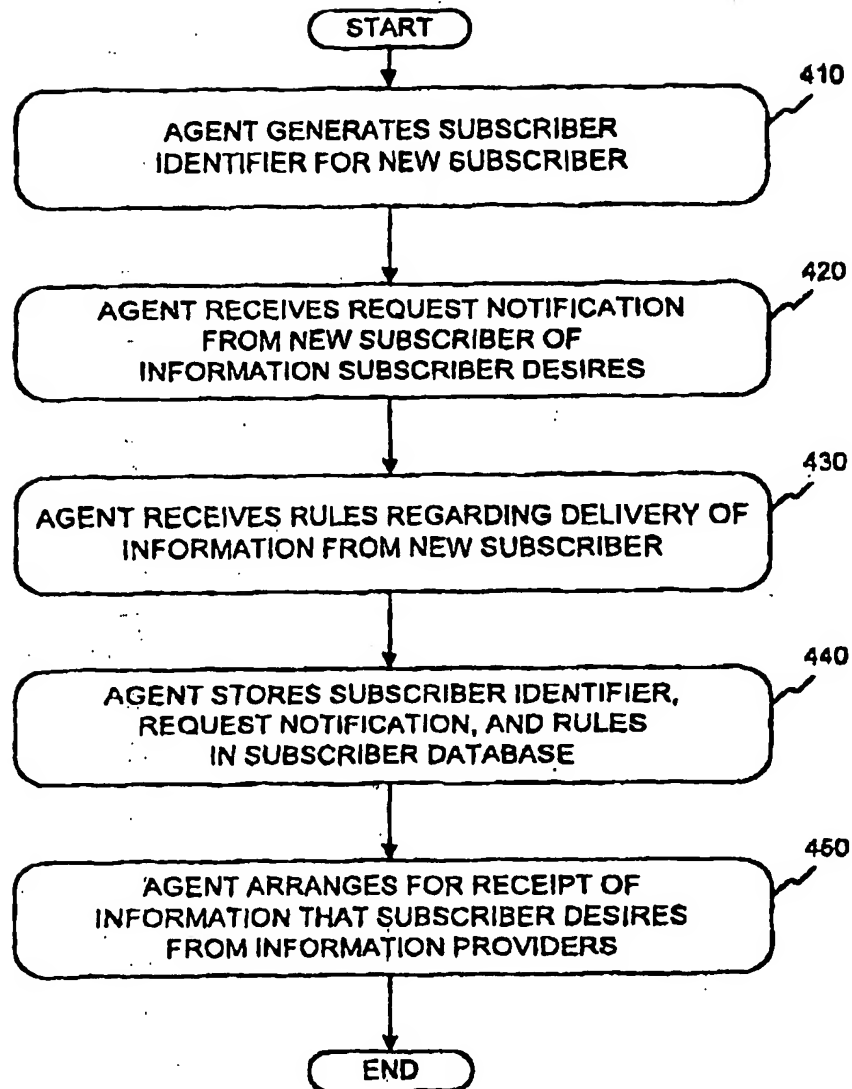 START
410
AGENT GENERATES SUBSCRIBER
IDENTIFIER FOR NEW SUBSCRIBER
420
AGENT RECEIVES REQUEST NOTIFICATION
FROM NEW SUBSCRIBER OF
INFORMATION SUBSCRIBER DESIRES
430
AGENT RECEIVES RULES REGARDING DELIVERY OF
INFORMATION FROM NEW SUBSCRIBER
440
AGENT STORES SUBSCRIBER IDENTIFIER,
REQUEST NOTIFICATION, AND RULES
IN SUBSCRIBER DATABASE
450
AGENT ARRANGES FOR RECEIPT OF
INFORMATION THAT SUBSCRIBER DESIRES
FROM INFORMATION PROVIDERS
END